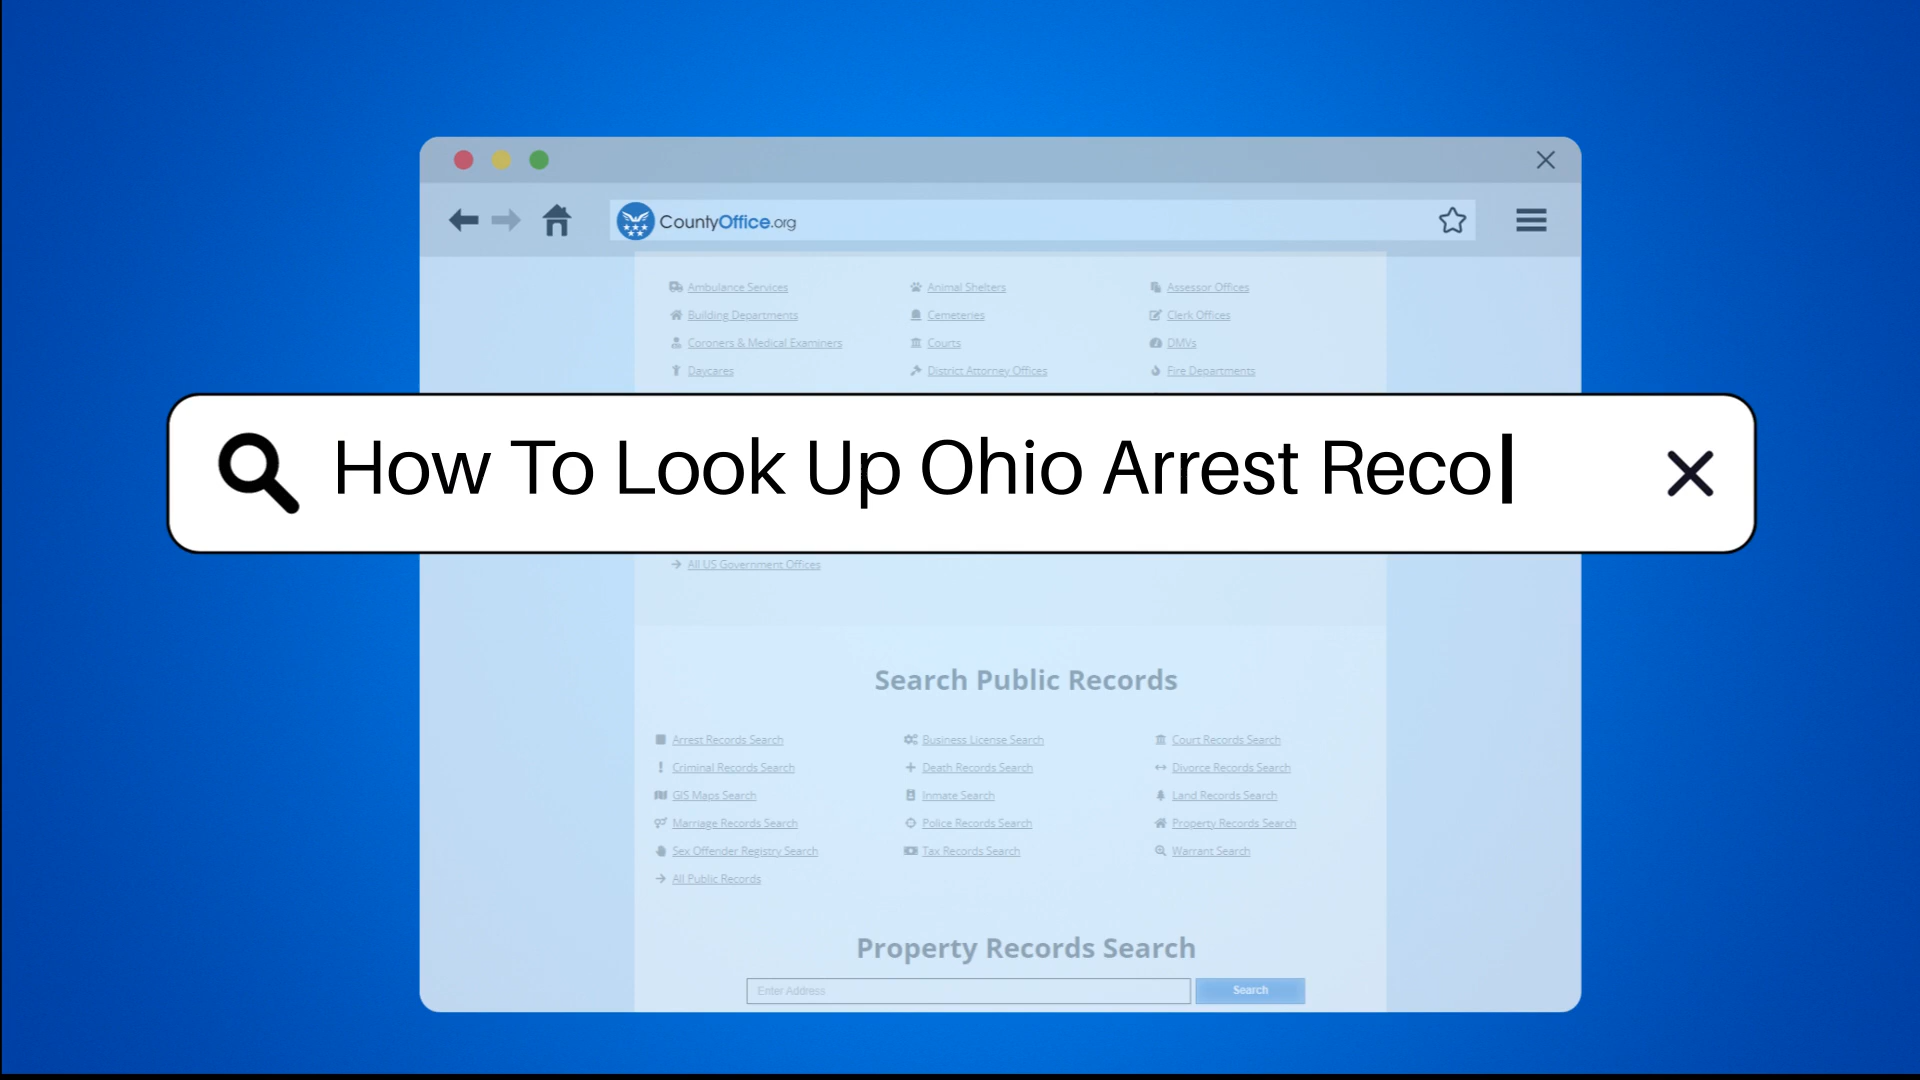 CountyOffice.org
Ambulance Services Animal Shelters Assessor Offices
Building Departments Cemeteries Clerk Offices
Coroners & Medical Examiners Courts DMVs
Daycares District Attorney Offices Fire Departments
How To Look Up Ohio Arrest Reco
All US Government Offices
Search Public Records
Arrest Records Search Business License Search Court Records Search
Criminal Records Search Death Records Search Divorce Records Search
GIS Maps Search Inmate Search Land Records Search
Marriage Records Search Police Records Search Property Records Search
Sex Offender Registry Search Tax Records Search Warrant Search
All Public Records
Property Records Search
Enter Address Search